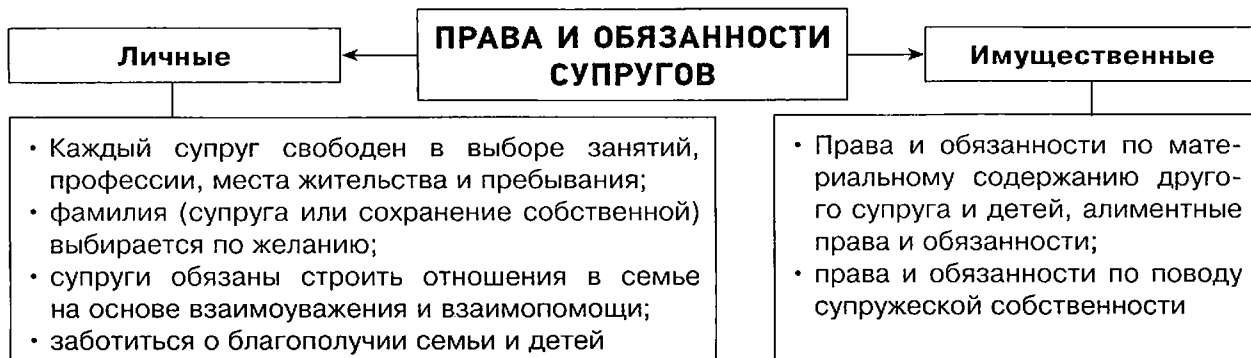 ПРАВА И ОБЯЗАННОСТИ
СУПРУГОВ
Личные
• Каждый супруг свободен в выборе занятий,
профессии, места жительства и пребывания;
• фамилия (супруга или сохранение собственной)
выбирается по желанию;
• супруги обязаны строить отношения в семье
на основе взаимоуважения и взаимопомощи;
• заботиться о благополучии семьи и детей
Имущественные
• Права и обязанности по мате-
риальному содержанию друго-
го супруга и детей, алиментные
права и обязанности;
• права и обязанности по поводу
супружеской собственности